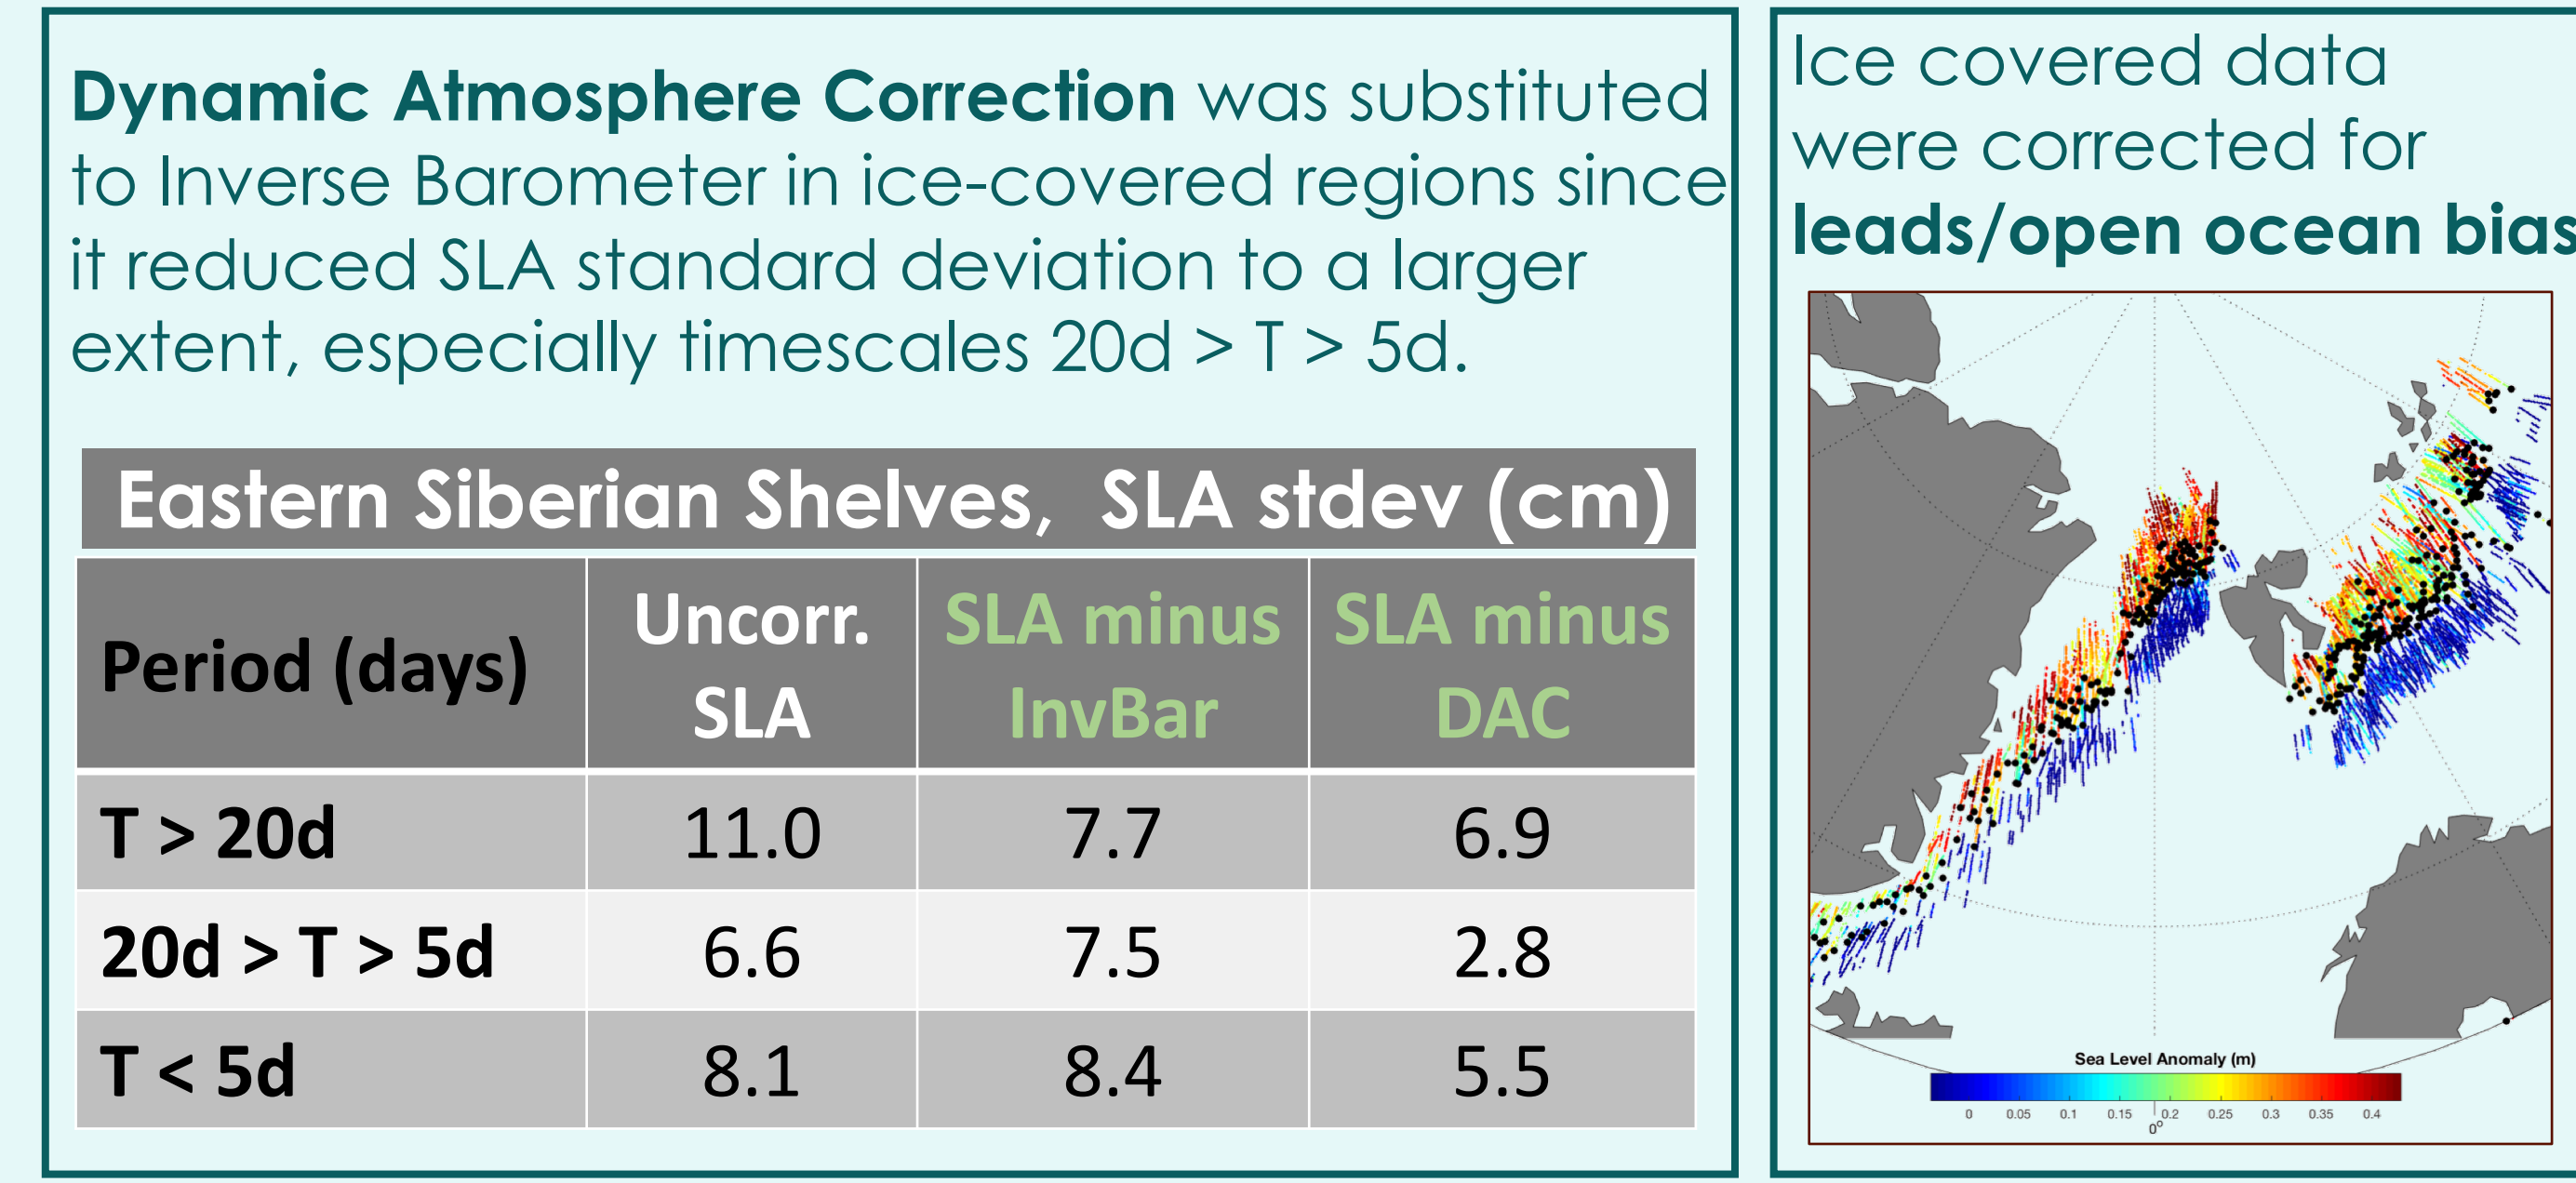 Dynamic Atmosphere Correction was substituted
to Inverse Barometer in ice-covered regions since
it reduced SLA standard deviation to a larger
extent, especially timescales 20d > T > 5d.
Eastern Siberian Shelves, SLA stdev (cm)
Period (days)
Uncorr.
SLA
SLA minus
InvBar
SLA minus
DAC
T > 20d 11.0 7.7 6.9
20d > T > 5d 6.6 7.5 2.8
T < 5d 8.1 8.4 5.5
Ice covered data
were corrected for
leads/open ocean bias
Sea Level Anomaly (m)
0 0.05 0.1 0.15 0.2 0.25 0.3 0.35 0.4
0°